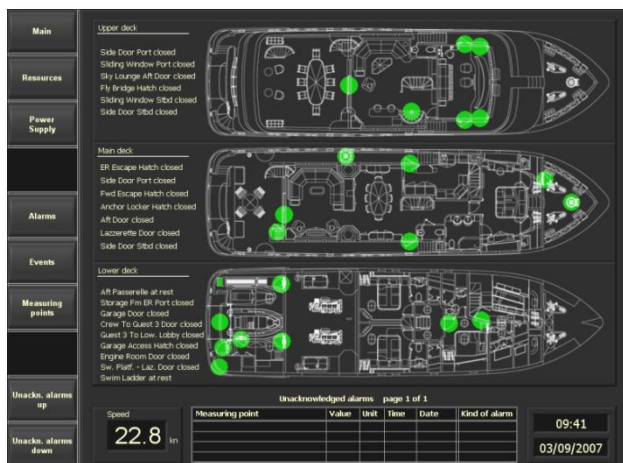 Main
Resources
Power
Supply
Alarms
Events
Measuring
points
Unackn. alarms
up
Unackn. alarms
down
Upper deck
Side Door Port closed
Sliding Window Port closed
Sky Lounge Aft Door closed
Fly Bridge Hatch closed
Sliding Window Stbd closed
Side Door Stbd closed
Main deck
ER Escape Hatch closed
Side Door Port closed
Fwd Escape Hatch closed
Anchor Locker Hatch closed
Aft Door closed
Lazzerette Door closed
Side Door Stbd closed
Lower deck
Aft Passerelle at rest
Storage Fm ER Port closed
Garage Door closed
Crew To Guest 3 Door closed
Guest 3 To Low. Lobby closed
Garage Access Hatch closed
Engine Room Door closed
Sw. Platf. - Laz. Door closed
Swim Ladder at rest
Unacknowledged alarms page 1 of 1
Speed
22.8 kn
Measuring point Value Unit Time Date Kind of alarm
09:41
03/09/2007